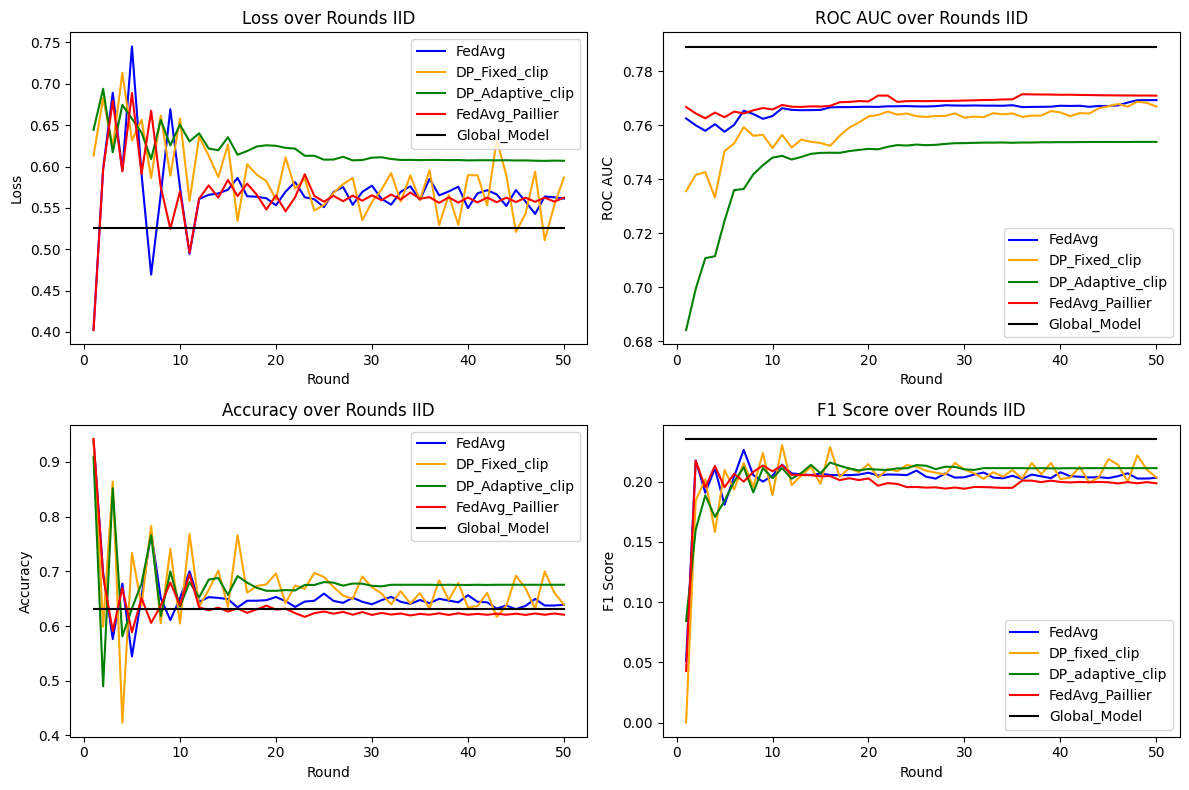 Loss over Rounds IID
0.75
0.70
0.65
0.60
0.55
0.50
0.45
0.40
Loss
0
10
20
30
40
50
Round
FedAvg
DP_Fixed_clip
DP_Adaptive_clip
FedAvg_Paillier
Global_Model
ROC AUC over Rounds IID
0.78
0.76
0.74
0.72
0.70
0.68
ROC AUC
0
10
20
30
40
50
Round
FedAvg
DP_Fixed_clip
DP_Adaptive_clip
FedAvg_Paillier
Global_Model
Accuracy over Rounds IID
0.9
0.8
0.7
0.6
0.5
0.4
Accuracy
0
10
20
30
40
50
Round
FedAvg
DP_Fixed_clip
DP_Adaptive_clip
FedAvg_Paillier
Global_Model
F1 Score over Rounds IID
0.20
0.15
0.10
0.05
0.00
F1 Score
0
10
20
30
40
50
Round
FedAvg
DP_fixed_clip
DP_adaptive_clip
FedAvg_Paillier
Global_Model